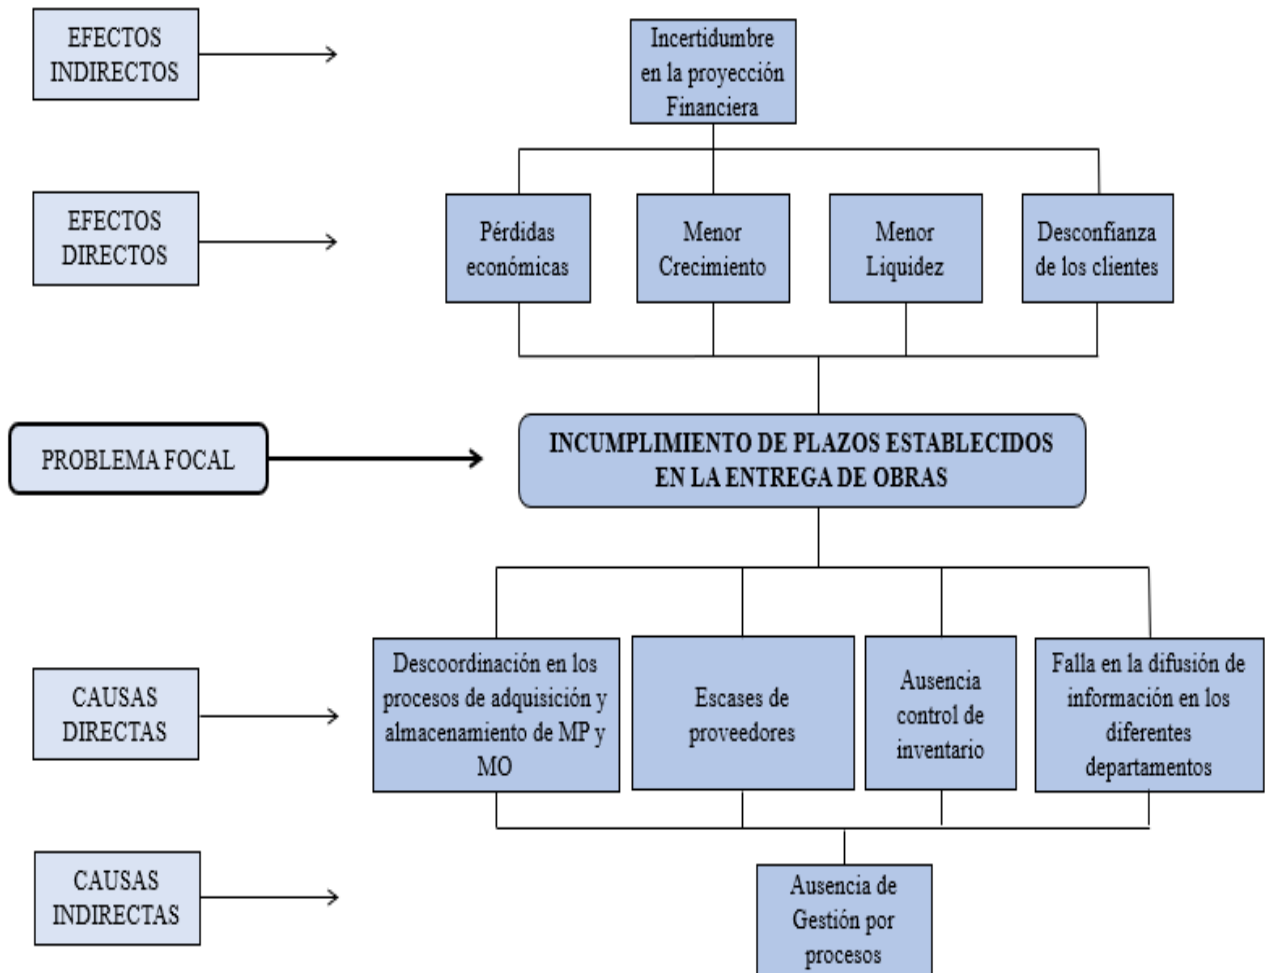 EFECTOS
INDIRECTOS
Incertidumbre
en la proyección
Financiera
EFECTOS
DIRECTOS
Pérdidas
económicas
Menor
Crecimiento
Menor
Liquidez
Desconfianza
de los clientes
PROBLEMA FOCAL
INCUMPLIMIENTO DE PLAZOS ESTABLECIDOS
EN LA ENTREGA DE OBRAS
CAUSAS
DIRECTAS
Descoordinación en los
procesos de adquisición y
almacenamiento de MP y
MO
Escases de
proveedores
Ausencia
control de
inventario
Falla en la difusión de
información en los
diferentes
departamentos
CAUSAS
INDIRECTAS
Ausencia de
Gestión por
procesos